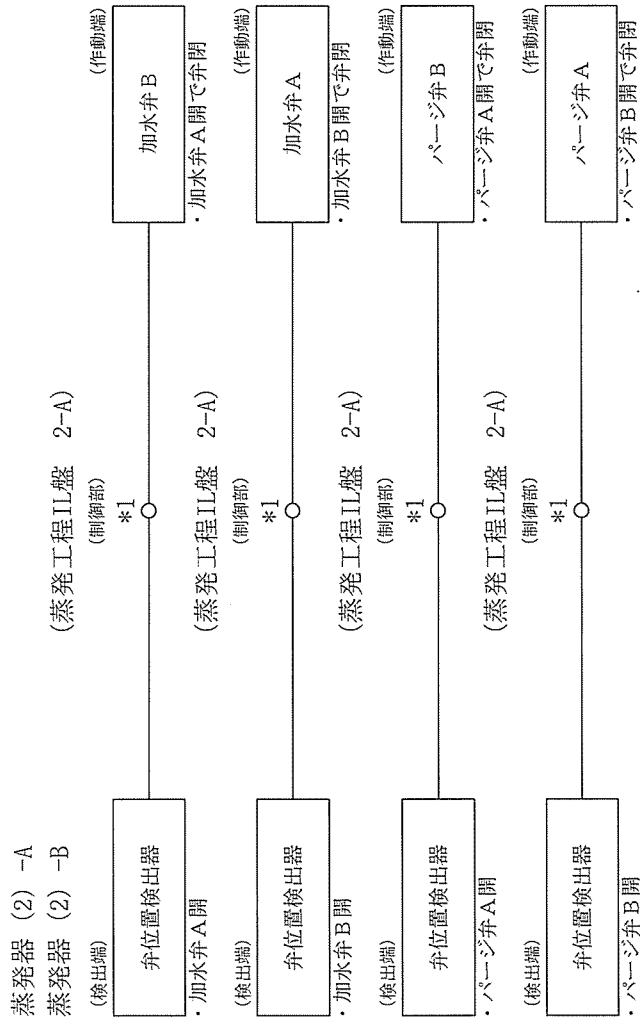 蒸発器 (2) -A
蒸発器 (2) -B
(蒸発工程IL盤 2-A)
(検出端)
(制御部)
(作動端)
弁位置検出器
*1
加水弁B
・加水弁A開
・加水弁A開で弁閉
(蒸発工程IL盤 2-A)
(検出端)
(制御部)
(作動端)
弁位置検出器
*1
加水弁A
・加水弁B開
・加水弁B開で弁閉
(蒸発工程IL盤 2-A)
(検出端)
(制御部)
(作動端)
弁位置検出器
*1
パージ弁B
・パージ弁A開
・パージ弁A開で弁閉
(蒸発工程IL盤 2-A)
(検出端)
(制御部)
(作動端)
弁位置検出器
*1
パージ弁A
・パージ弁B開
・パージ弁B開で弁閉